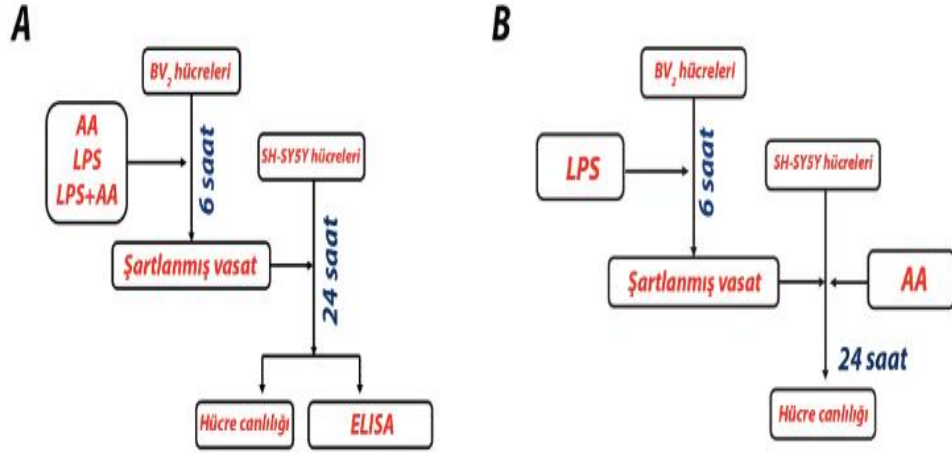 A
BV2 hücreleri
AA
LPS
LPS+AA
6 saat
SH-SY5Y hücreleri
Şartlanmış vasat
24 saat
Hücre canlılığı
ELISA
B
BV2 hücreleri
LPS
6 saat
SH-SY5Y hücreleri
Şartlanmış vasat
AA
24 saat
Hücre canlılığı